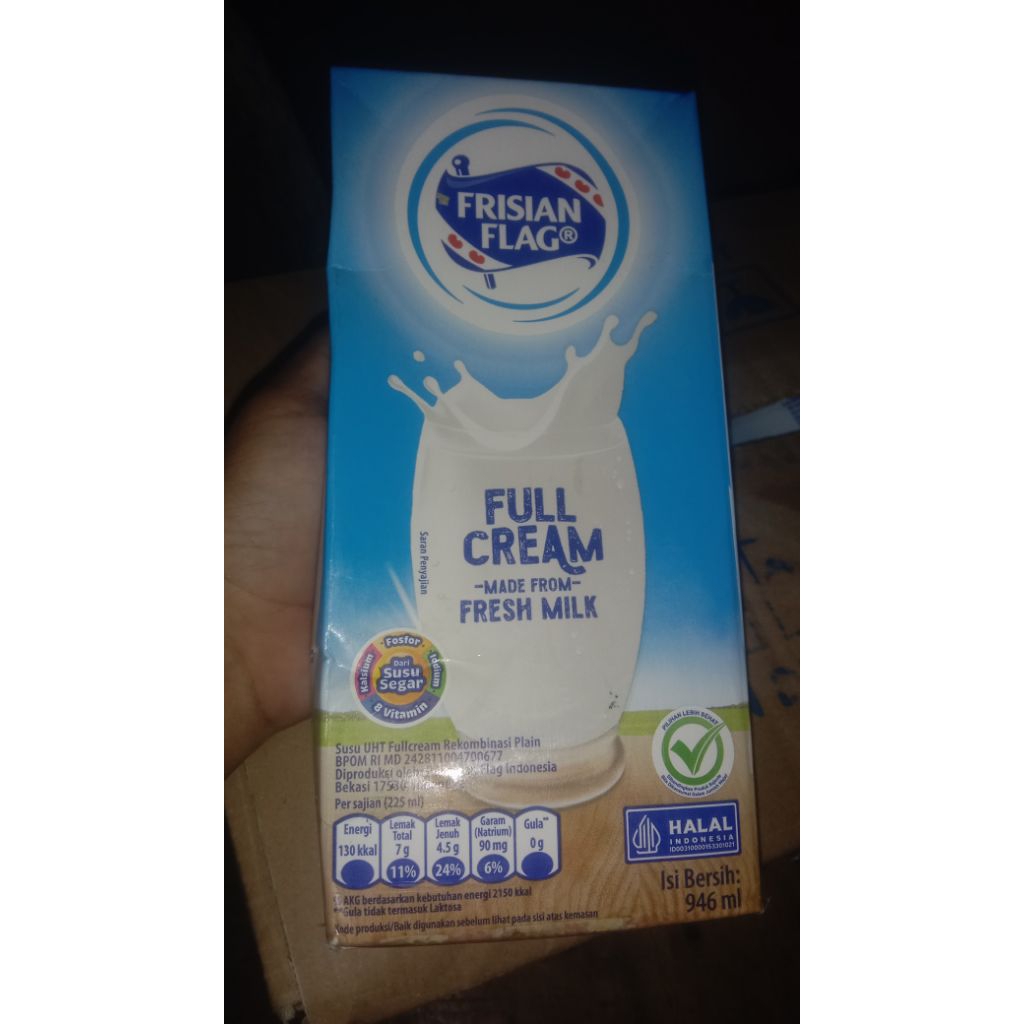 FRISIAN
FLAG®
FULL
CREAM
-MADE FROM-
FRESH MILK
Saran Penyajian
Fosfor
Kalsium
Iodium
8 Vitamin
Dari
Susu
Segar
PILIHAN LEBIH SEHAT
Susu UHT Fullcream Rekombinasi Plain
BPOM RI MD 242811004700677
Diproduksi oleh Flag Indonesia
Bekasi
Per sajian (225 ml)
Energi
130 kkal
Lemak
Total
7 g
11%
Lemak
Jenuh
4.5 g
24%
Garam
(Natrium)
90 mg
6%
Gula**
0 g
HALAL
INDONESIA
Isi Bersih:
946 ml
AKG berdasarkan kebutuhan energi 2150 kkal
**Gula tidak termasuk Laktosa
Kode produksi/Baik digunakan sebelum lihat pada sisi atas kemasan